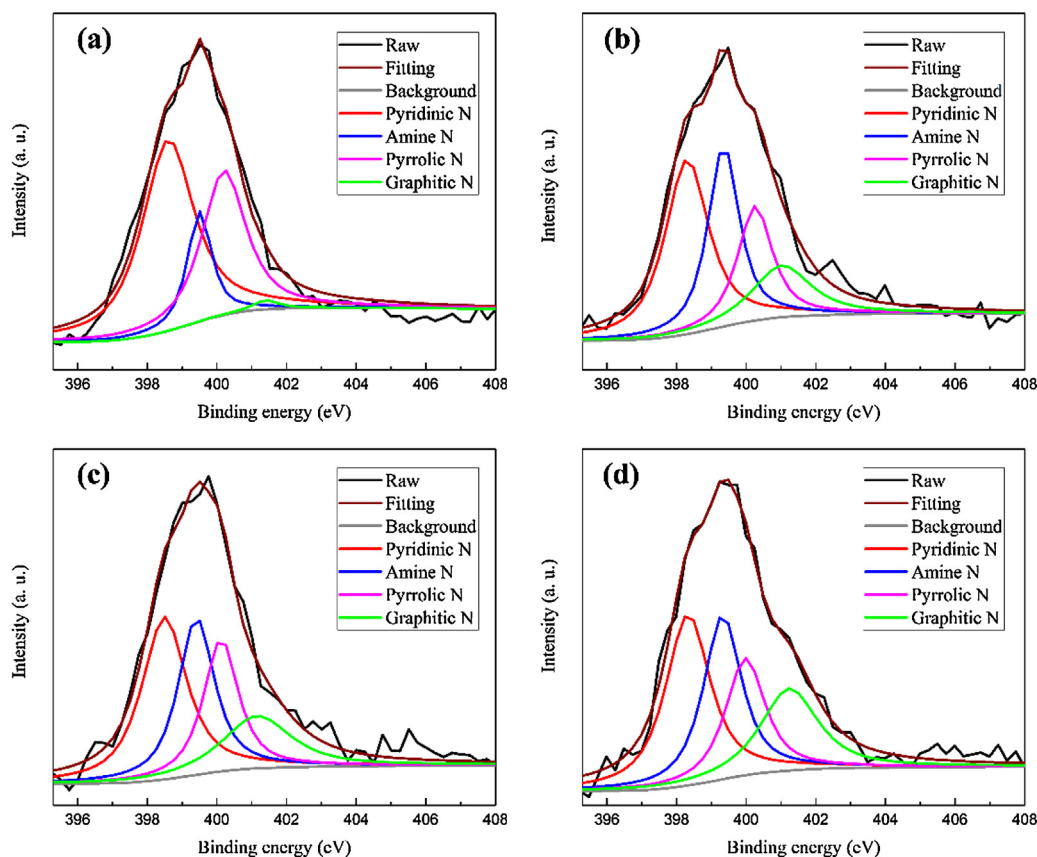 (a)
Raw
Fitting
Background
Pyridinic N
Amine N
Pyrrolic N
Graphitic N
Intensity (a. u.)
396 398 400 402 404 406 408
Binding energy (eV)
(b)
Raw
Fitting
Background
Pyridinic N
Amine N
Pyrrolic N
Graphitic N
Intensity (a. u.)
396 398 400 402 404 406 408
Binding energy (eV)
(c)
Raw
Fitting
Background
Pyridinic N
Amine N
Pyrrolic N
Graphitic N
Intensity (a. u.)
396 398 400 402 404 406 408
Binding energy (eV)
(d)
Raw
Fitting
Background
Pyridinic N
Amine N
Pyrrolic N
Graphitic N
Intensity (a. u.)
396 398 400 402 404 406 408
Binding energy (eV)